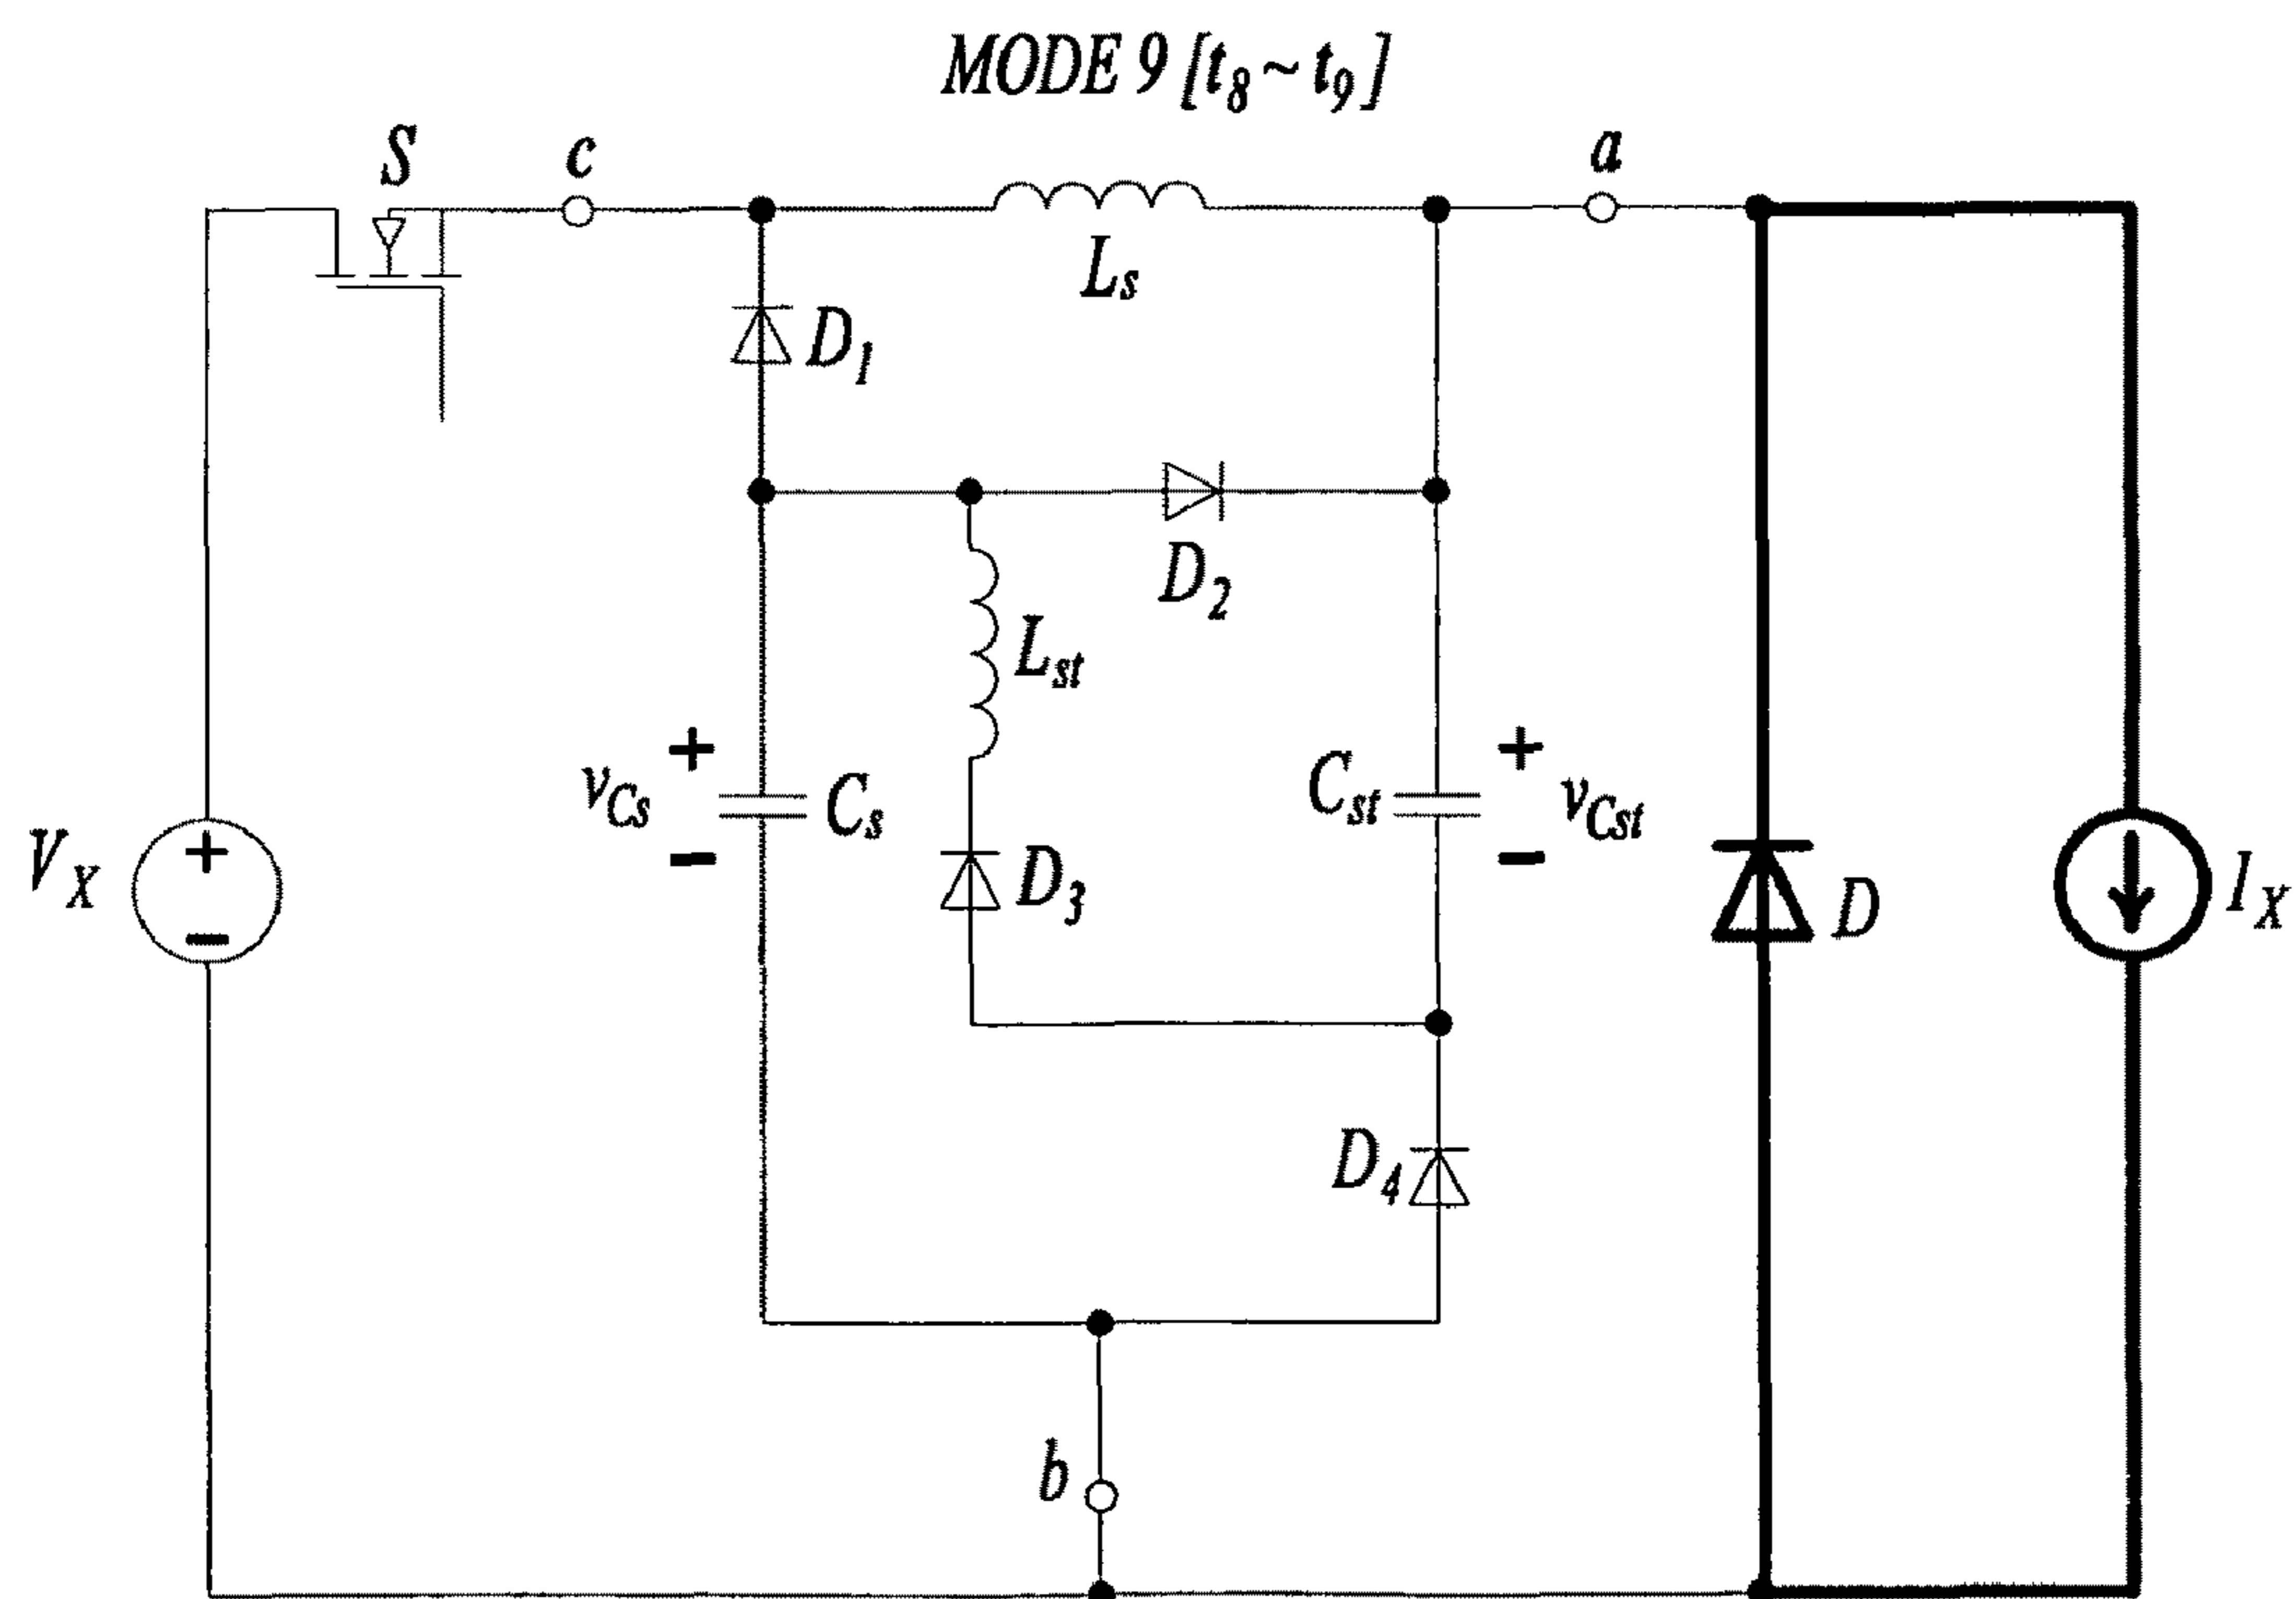 MODE 9 [t8 ~ t9]
S
c
a
Ls
D1
D2
Lst
vCs
+
−
Cs
Cst
+
−
vCst
VX
+
−
D3
D
IX
D4
b